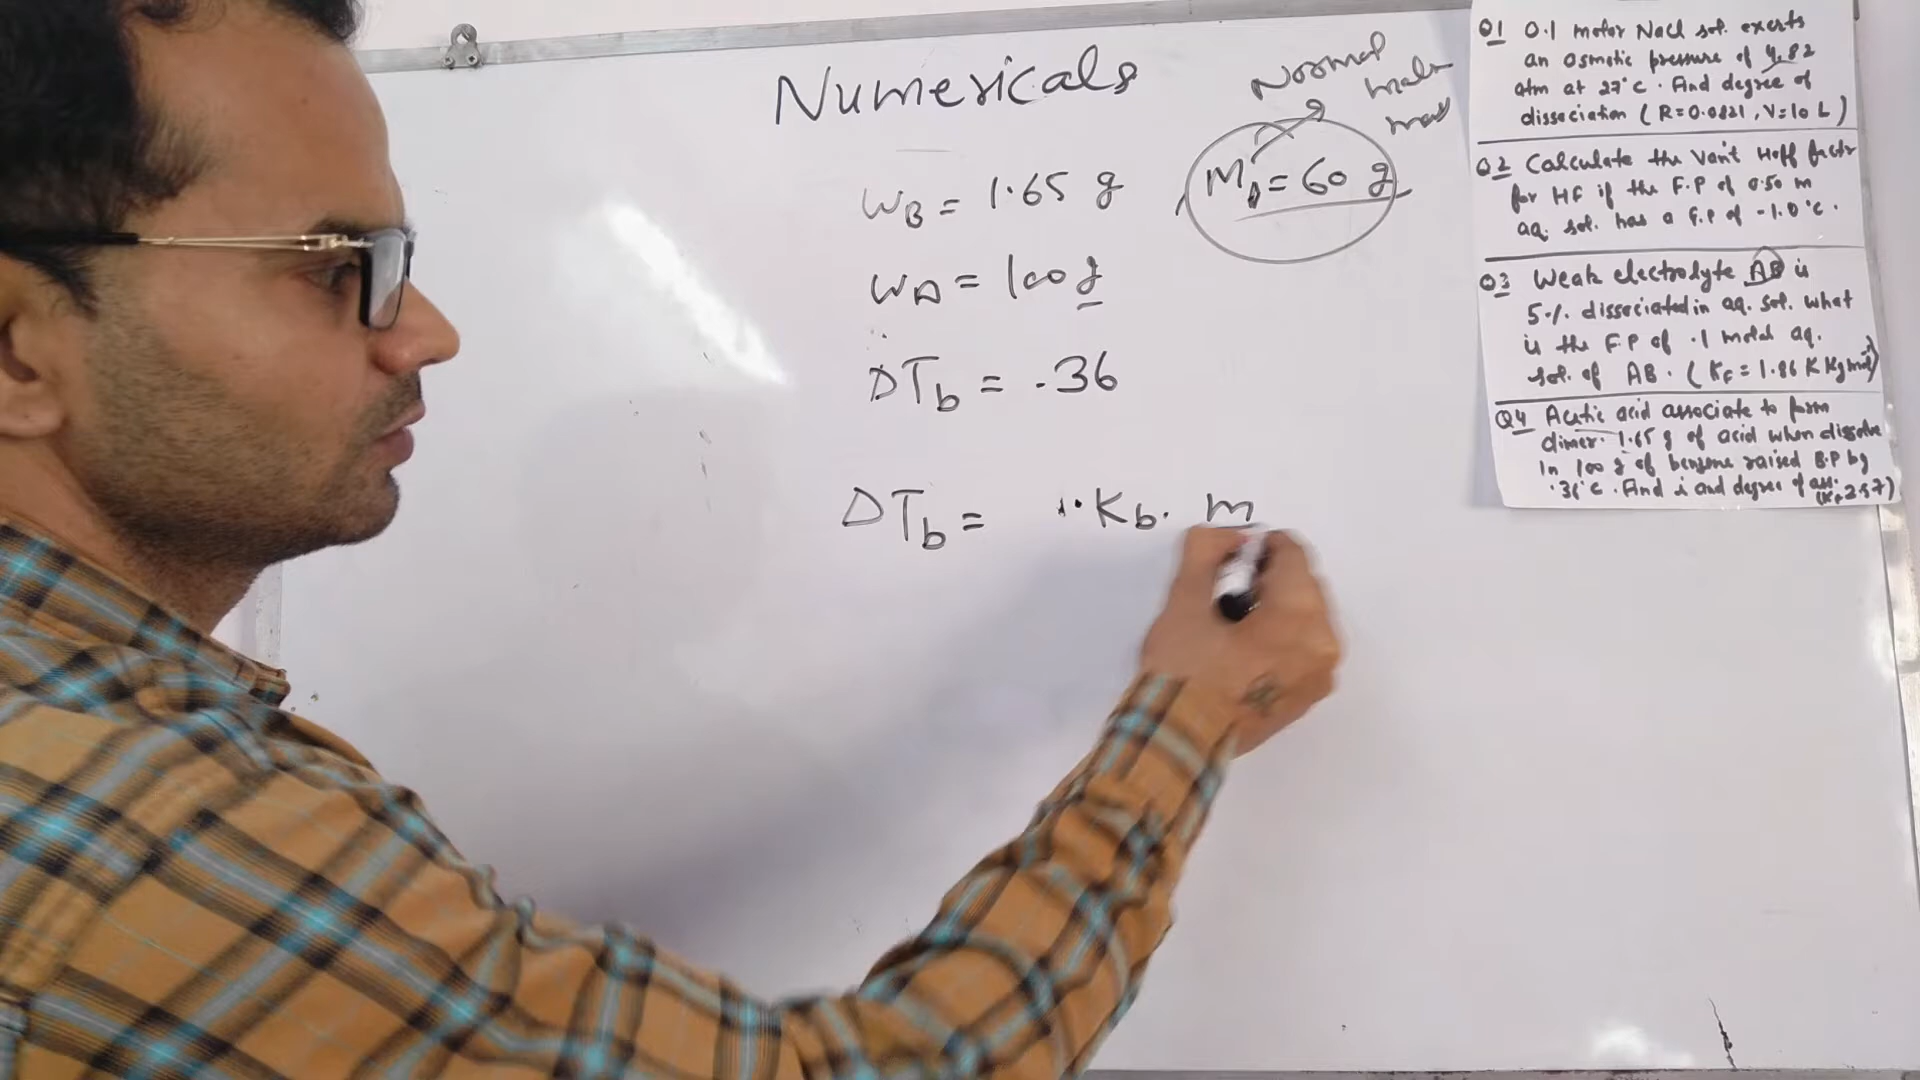 Numericals
Normal
molar
mass
M_B = 60 g
W_B = 1.65 g
W_A = 100 g
ΔT_b = .36
ΔT_b = i. K_b. m
Q1 0.1 molar NaCl sol. exerts
an osmotic pressure of 4.82
atm at 27°C. Find degree of
dissociation (R=0.0821, V=10 L)
Q2 Calculate the Van't Hoff factor
for HF if the F.P of 0.50 m
aq. sol. has a F.P of -1.0°C.
Q3 Weak electrolyte AB is
5% dissociated in aq. sol. what
is the F.P of .1 molal aq.
sol. of AB. (K_F = 1.86 K Kg mol⁻¹)
Q4 Acetic acid associate to form
dimer. 1.65 g of acid when dissolve
in 100 g of benzene raised B.P by
.36°C. Find i and degree of ass.
2.57)